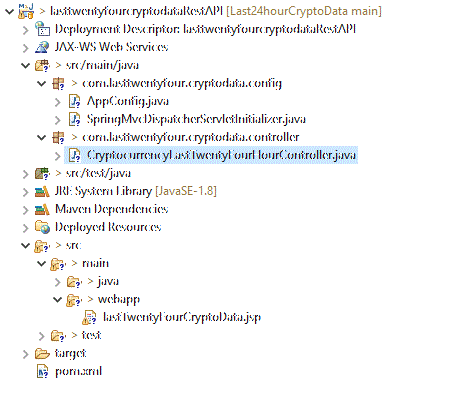 > lasttwentyfourcryptodataRestAPI [Last24hourCryptoData main]
> Deployment Descriptor: lasttwentyfourcryptodataRestAPI
> JAX-WS Web Services
> src/main/java
> com.lasttwentyfour.cryptodata.config
> AppConfig.java
> SpringMvcDispatcherServletInitializer.java
> com.lasttwentyfour.cryptodata.controller
> CryptocurrencyLastTwentyFourHourController.java
> src/test/java
JRE System Library [JavaSE-1.8]
Maven Dependencies
Deployed Resources
> src
> main
> java
> webapp
lastTwentyFourCryptoData.jsp
> test
target
pom.xml